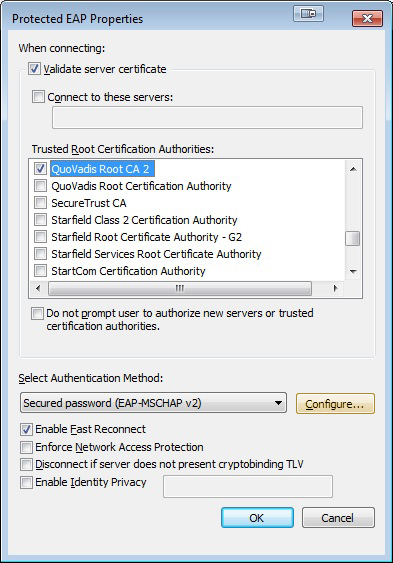 Protected EAP Properties
When connecting:
Validate server certificate
Connect to these servers:
Trusted Root Certification Authorities:
QuoVadis Root CA 2
QuoVadis Root Certification Authority
SecureTrust CA
Starfield Class 2 Certification Authority
Starfield Root Certificate Authority - G2
Starfield Services Root Certificate Authority
StartCom Certification Authority
Do not prompt user to authorize new servers or trusted
certification authorities.
Select Authentication Method:
Secured password (EAP-MSCHAP v2)
Configure...
Enable Fast Reconnect
Enforce Network Access Protection
Disconnect if server does not present cryptobinding TLV
Enable Identity Privacy
OK
Cancel